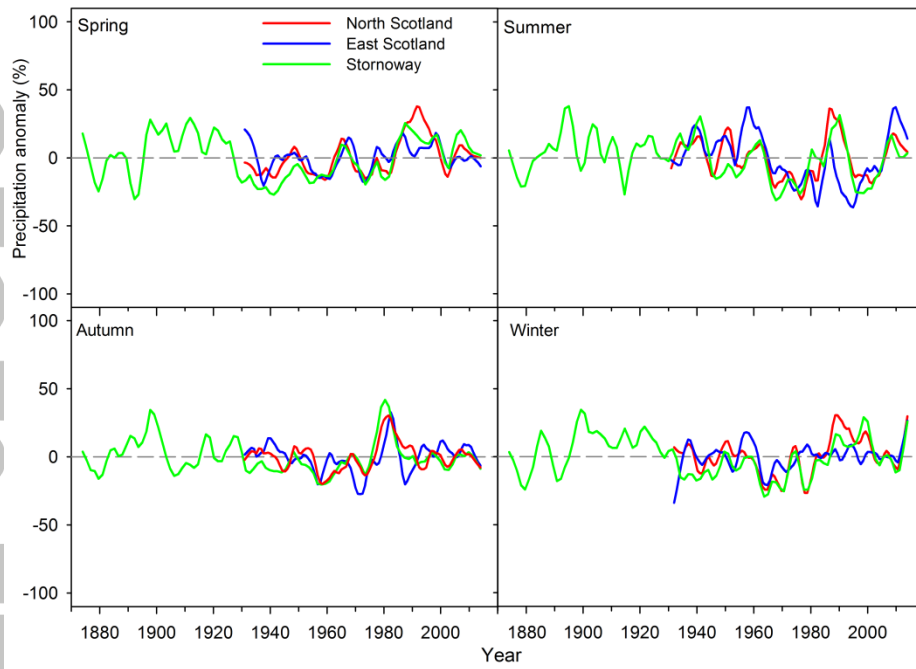 Precipitation anomaly (%)
100
50
0
-50
-100
Spring
North Scotland
East Scotland
Stornoway
Summer
100
50
0
-50
-100
Autumn
Winter
1880 1900 1920 1940 1960 1980 2000
1880 1900 1920 1940 1960 1980 2000
Year